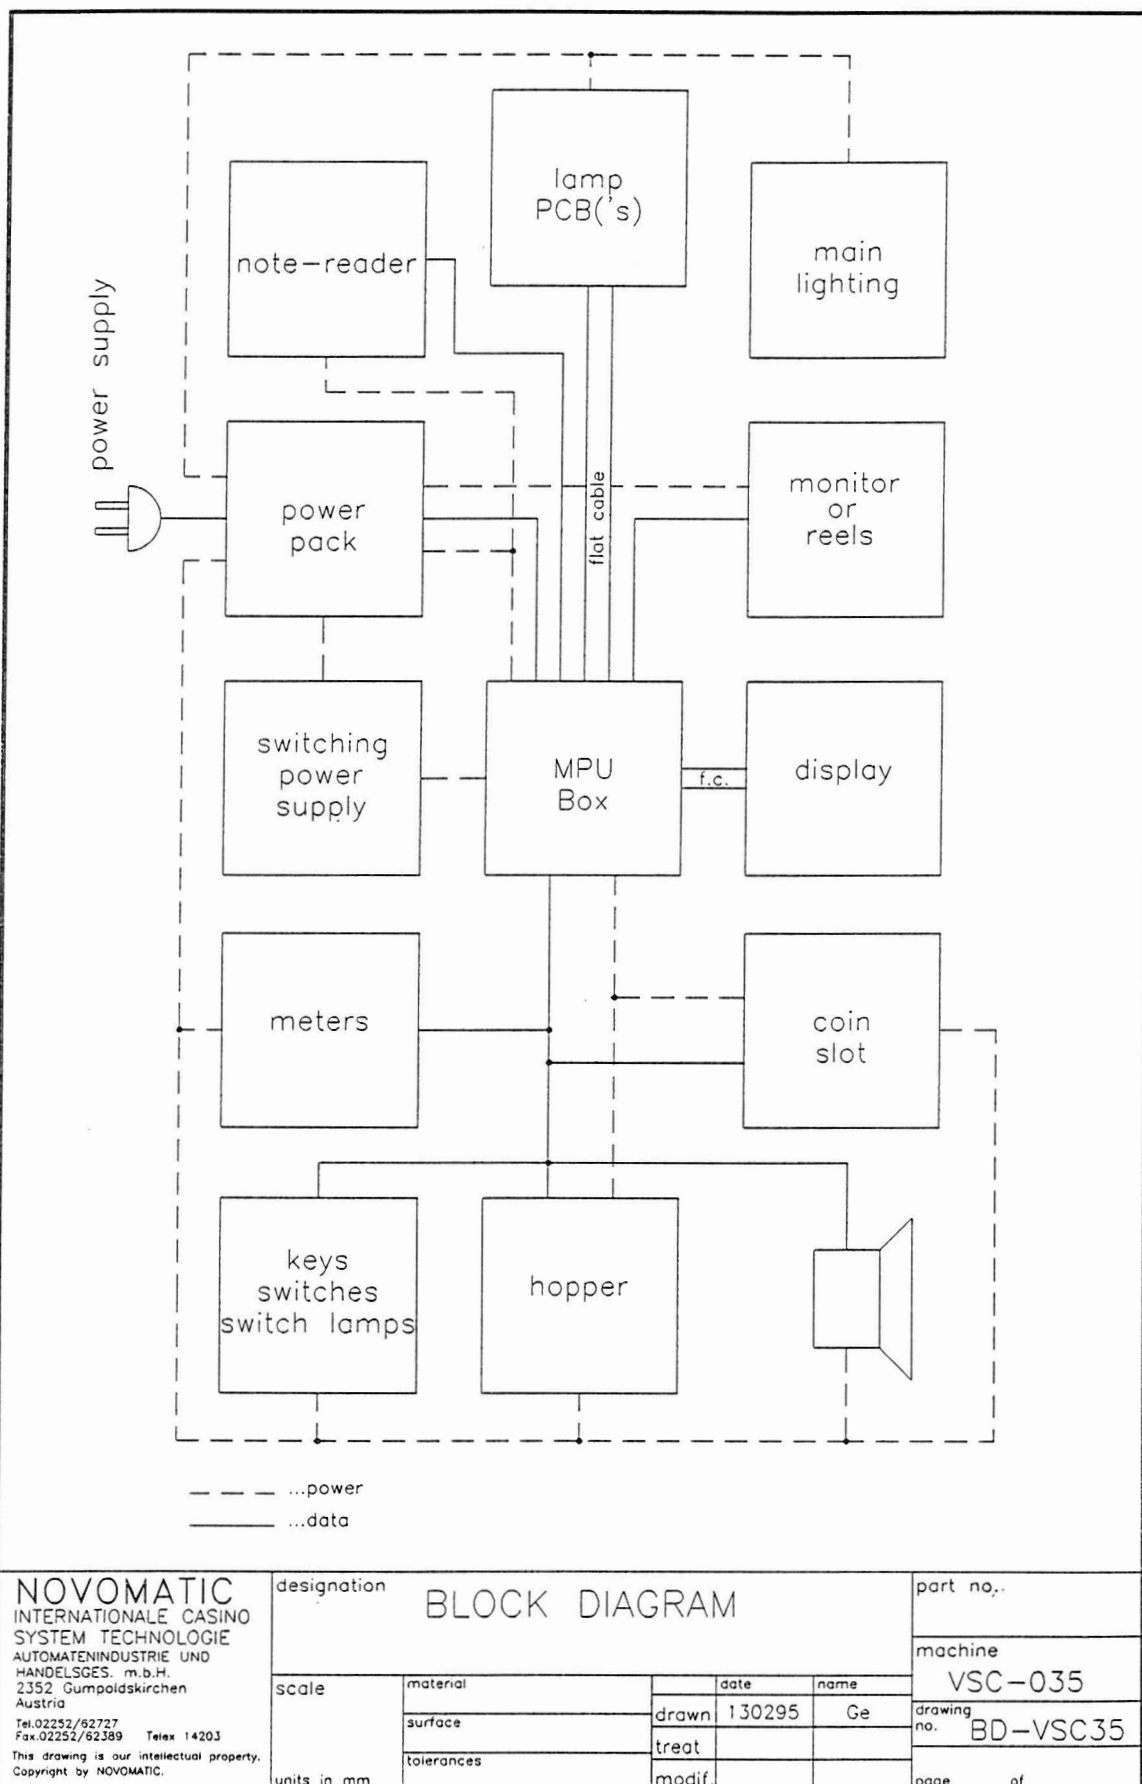 lamp
PCB('s)
note-reader
main
lighting
power supply
power
pack
flat cable
monitor
or
reels
switching
power
supply
MPU
Box
f.c.
display
meters
coin
slot
keys
switches
switch lamps
hopper
...power
...data
NOVOMATIC
INTERNATIONALE CASINO
SYSTEM TECHNOLOGIE
AUTOMATENINDUSTRIE UND
HANDELSGES. m.b.H.
2352 Gumpoldskirchen
Austria
Tel.02252/62727
Fax.02252/62389 Telex 14203
This drawing is our intellectual property.
Copyright by NOVOMATIC.
designation
BLOCK DIAGRAM
part no.
machine
VSC-035
scale
material
date name
drawn 130295 Ge
drawing
no. BD-VSC35
surface
treat
tolerances
units in mm
modif.
page of